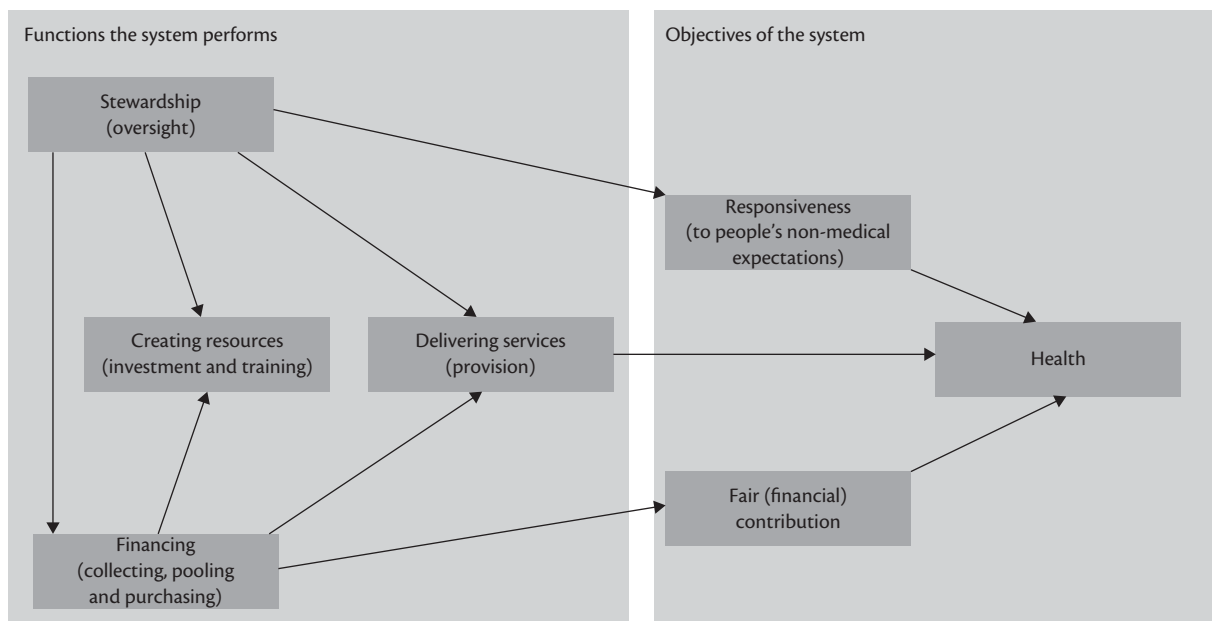 Functions the system performs
Stewardship
(oversight)
Creating resources
(investment and training)
Delivering services
(provision)
Financing
(collecting, pooling
and purchasing)
Objectives of the system
Responsiveness
(to people’s non-medical
expectations)
Health
Fair (financial)
contribution